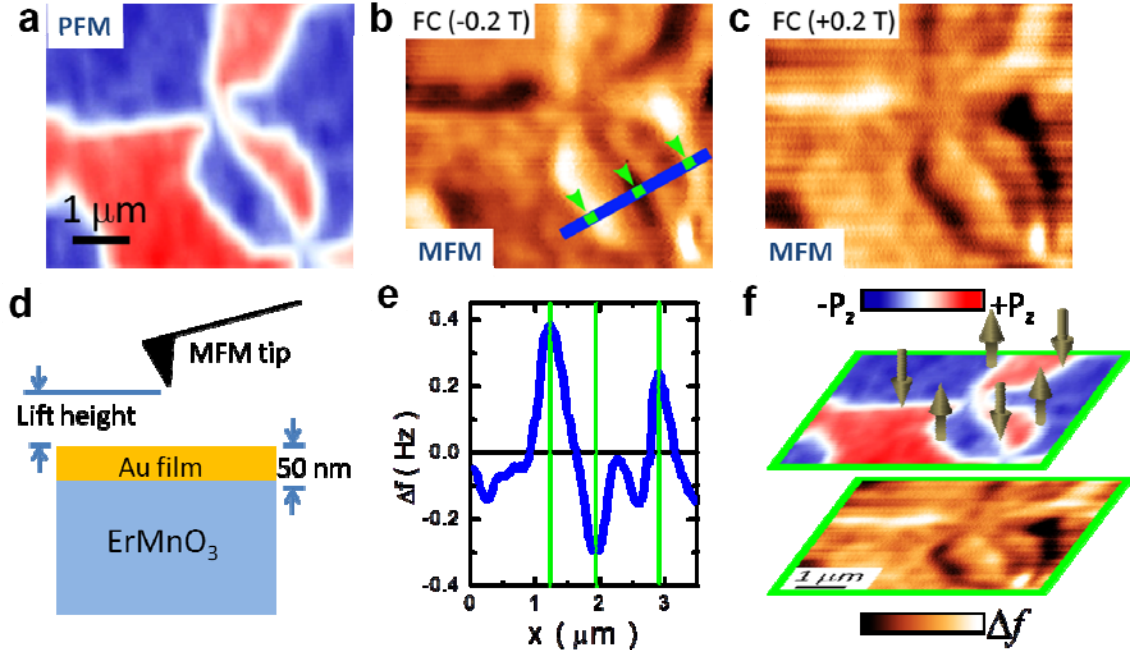 a PFM
1 μm
b FC (-0.2 T)
MFM
c FC (+0.2 T)
MFM
d
MFM tip
Lift height
Au film
50 nm
ErMnO3
e
0.4
0.2
0.0
-0.2
-0.4
Δf ( Hz )
0 1 2 3
x ( μm )
f
-Pz +Pz
1 μm
Δf